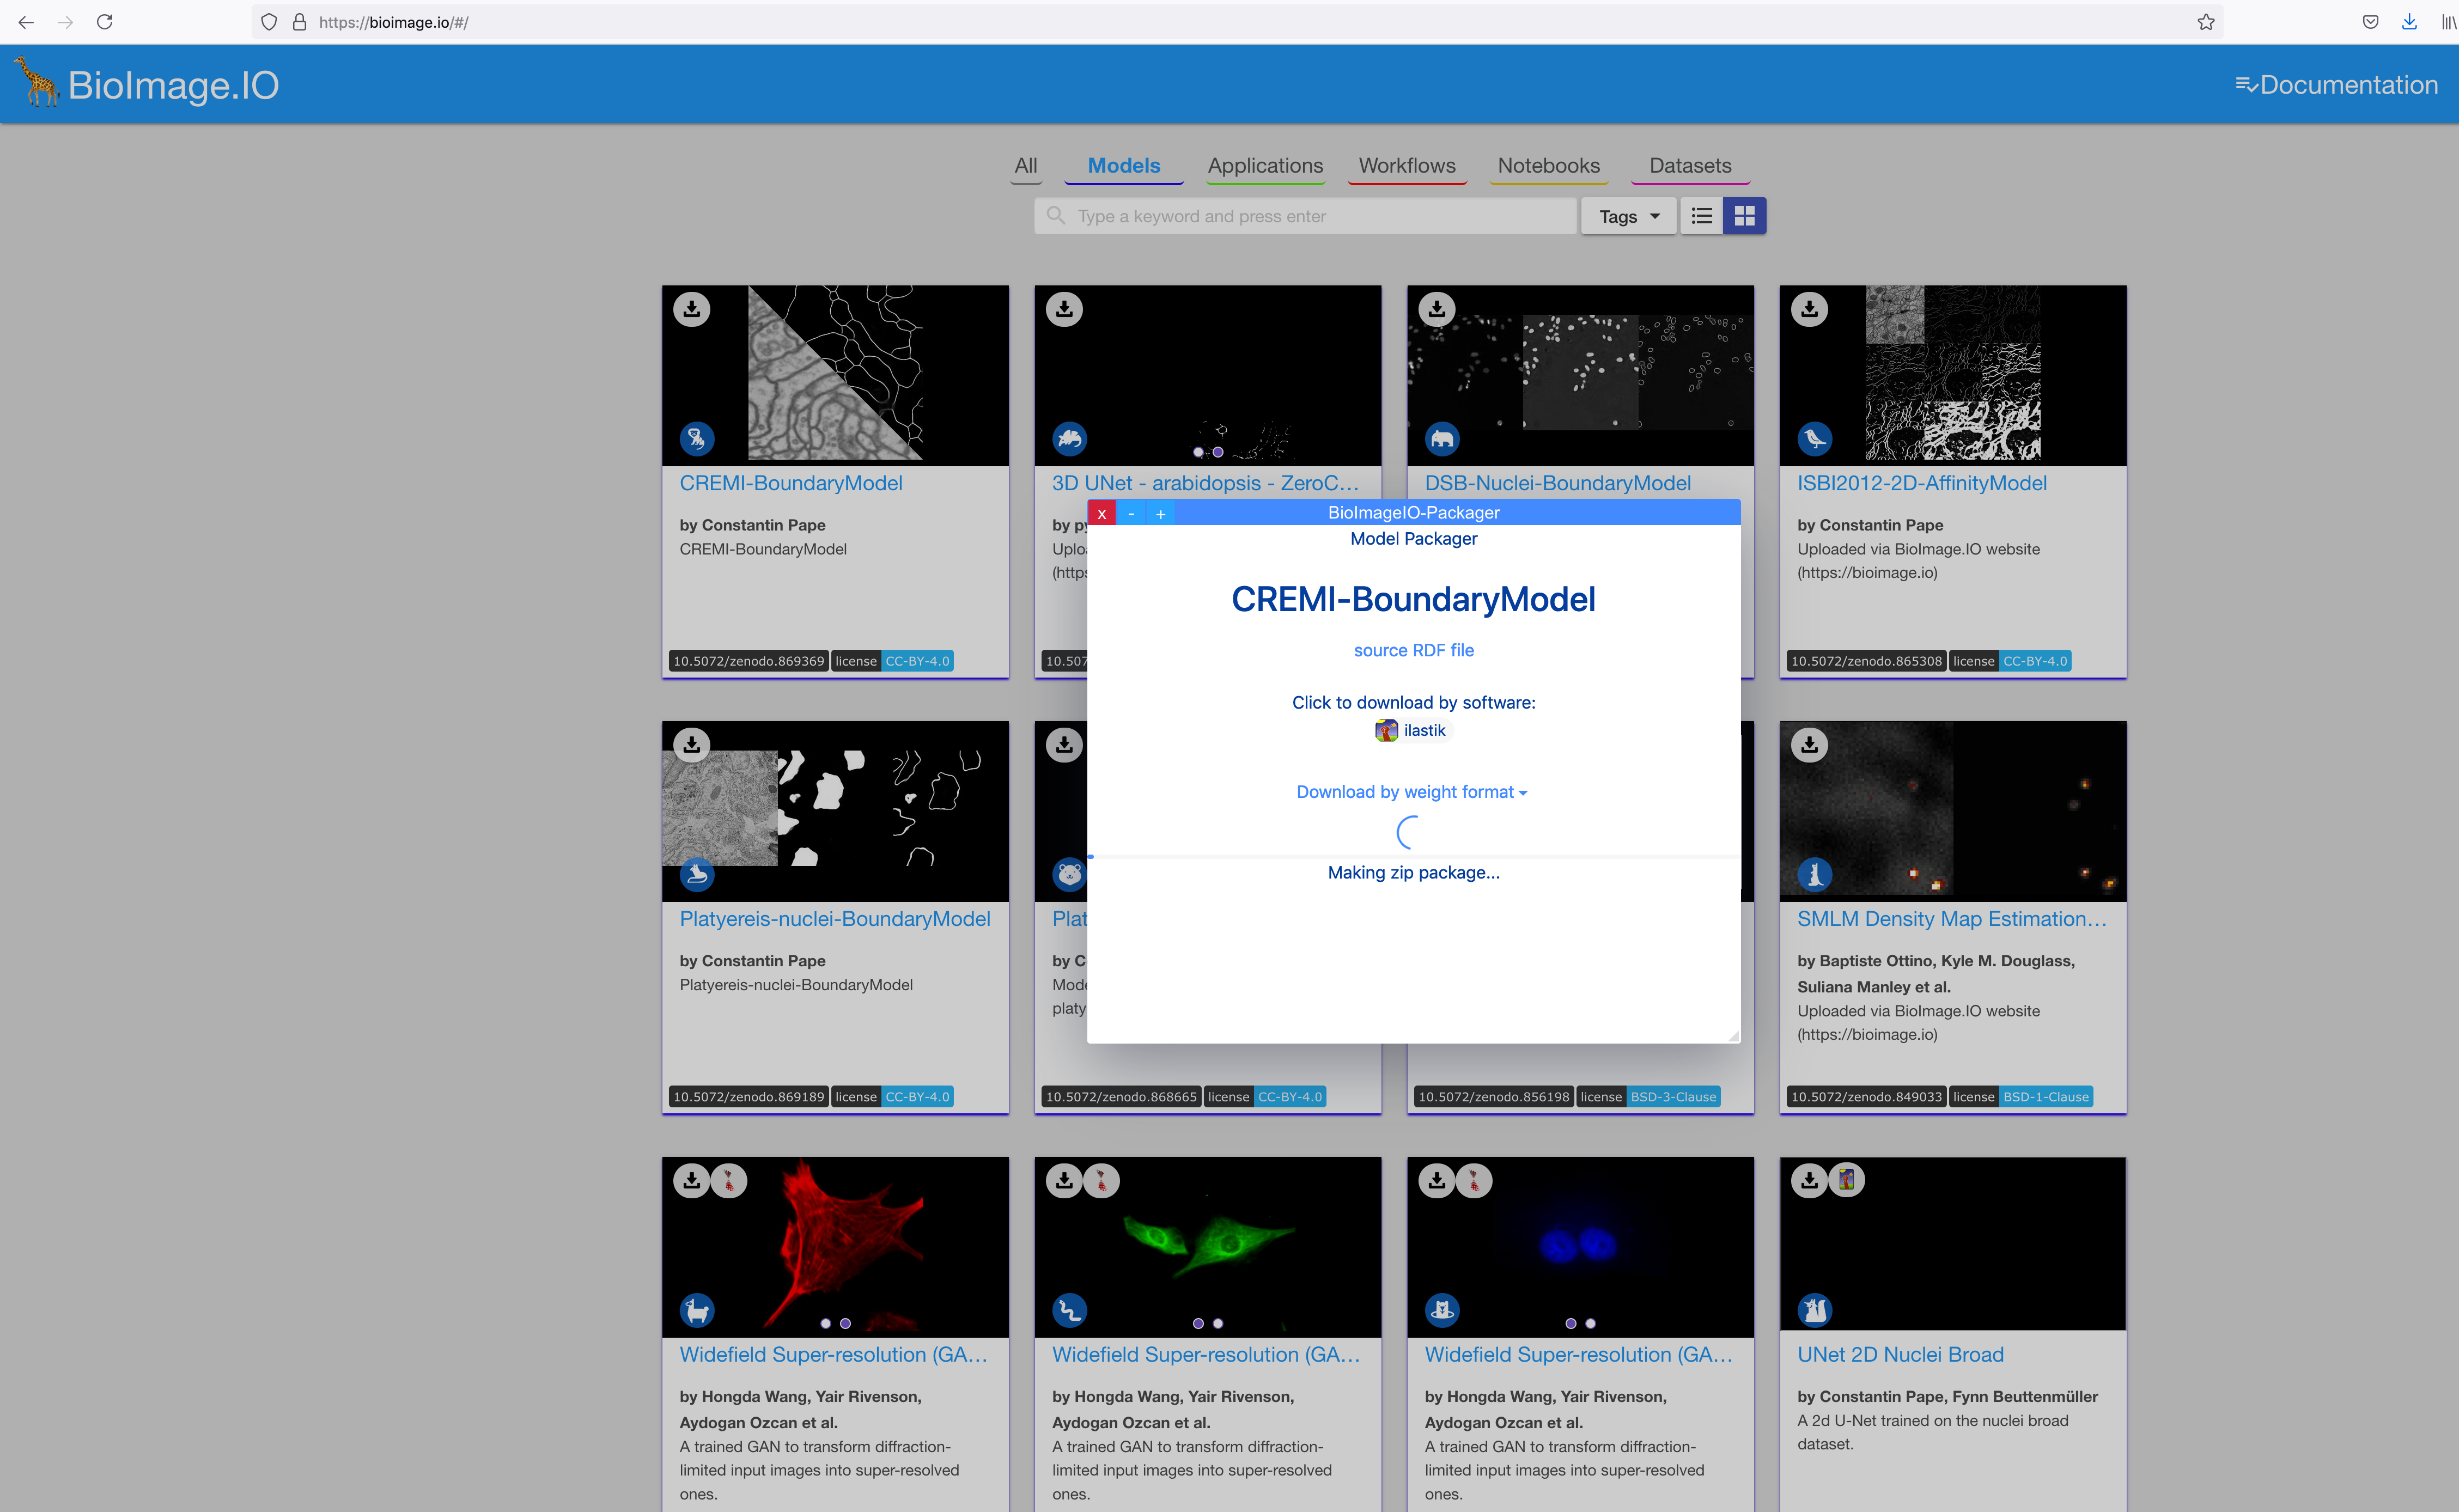 https://bioimage.io/#/
BioImage.IO
Documentation
All
Models
Applications
Workflows
Notebooks
Datasets
Type a keyword and press enter
Tags
CREMI-BoundaryModel
by Constantin Pape
CREMI-BoundaryModel
10.5072/zenodo.869369
license CC-BY-4.0
3D UNet - arabidopsis - ZeroC...
by
Uplo
(https
10.507
DSB-Nuclei-BoundaryModel
ISBI2012-2D-AffinityModel
by Constantin Pape
Uploaded via BioImage.IO website
(https://bioimage.io)
10.5072/zenodo.865308
license CC-BY-4.0
x - +
BioImageIO-Packager
Model Packager
CREMI-BoundaryModel
source RDF file
Click to download by software:
ilastik
Download by weight format
Making zip package...
Platyereis-nuclei-BoundaryModel
by Constantin Pape
Platyereis-nuclei-BoundaryModel
10.5072/zenodo.869189
license CC-BY-4.0
Plat
by C
Mode
platy
10.5072/zenodo.868665
license CC-BY-4.0
10.5072/zenodo.856198
license BSD-3-Clause
SMLM Density Map Estimation...
by Baptiste Ottino, Kyle M. Douglass,
Suliana Manley et al.
Uploaded via BioImage.IO website
(https://bioimage.io)
10.5072/zenodo.849033
license BSD-1-Clause
Widefield Super-resolution (GA...
by Hongda Wang, Yair Rivenson,
Aydogan Ozcan et al.
A trained GAN to transform diffraction-
limited input images into super-resolved
ones.
Widefield Super-resolution (GA...
by Hongda Wang, Yair Rivenson,
Aydogan Ozcan et al.
A trained GAN to transform diffraction-
limited input images into super-resolved
ones.
Widefield Super-resolution (GA...
by Hongda Wang, Yair Rivenson,
Aydogan Ozcan et al.
A trained GAN to transform diffraction-
limited input images into super-resolved
ones.
UNet 2D Nuclei Broad
by Constantin Pape, Fynn Beuttenmüller
A 2d U-Net trained on the nuclei broad
dataset.